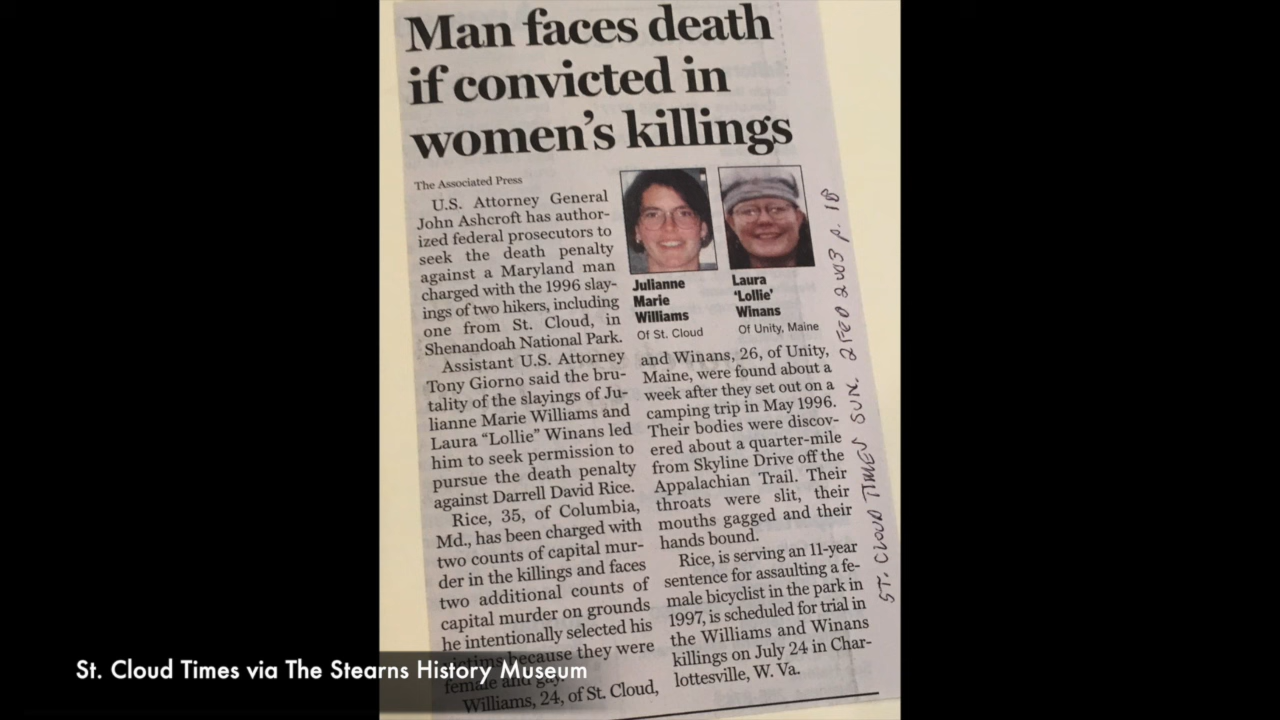 Man faces death
if convicted in
women's killings
The Associated Press
U.S. Attorney General
John Ashcroft has author-
ized federal prosecutors to
seek the death penalty
against a Maryland man
charged with the 1996 slay-
ings of two hikers, including
one from St. Cloud, in
Shenandoah National Park.
Assistant U.S. Attorney
Tony Giorno said the bru-
tality of the slayings of Ju-
lianne Marie Williams and
Laura "Lollie" Winans led
him to seek permission to
pursue the death penalty
against Darrell David Rice.
Rice, 35, of Columbia,
Md., has been charged with
two counts of capital mur-
der in the killings and faces
two additional counts of
capital murder on grounds
he intentionally selected his
victims because they were
female and gay.
Williams, 24, of St. Cloud,
Julianne
Marie
Williams
Of St. Cloud
Laura
'Lollie'
Winans
Of Unity, Maine
and Winans, 26, of Unity,
Maine, were found about a
week after they set out on a
camping trip in May 1996.
Their bodies were discov-
ered about a quarter-mile
from Skyline Drive off the
Appalachian Trail. Their
throats were slit, their
mouths gagged and their
hands bound.
Rice, is serving an 11-year
sentence for assaulting a fe-
male bicyclist in the park in
1997, is scheduled for trial in
the Williams and Winans
killings on July 24 in Char-
lottesville, W. Va.
ST. CLOUD TIMES SUN. 2 FEB 2003 p. 1B
St. Cloud Times via The Stearns History Museum